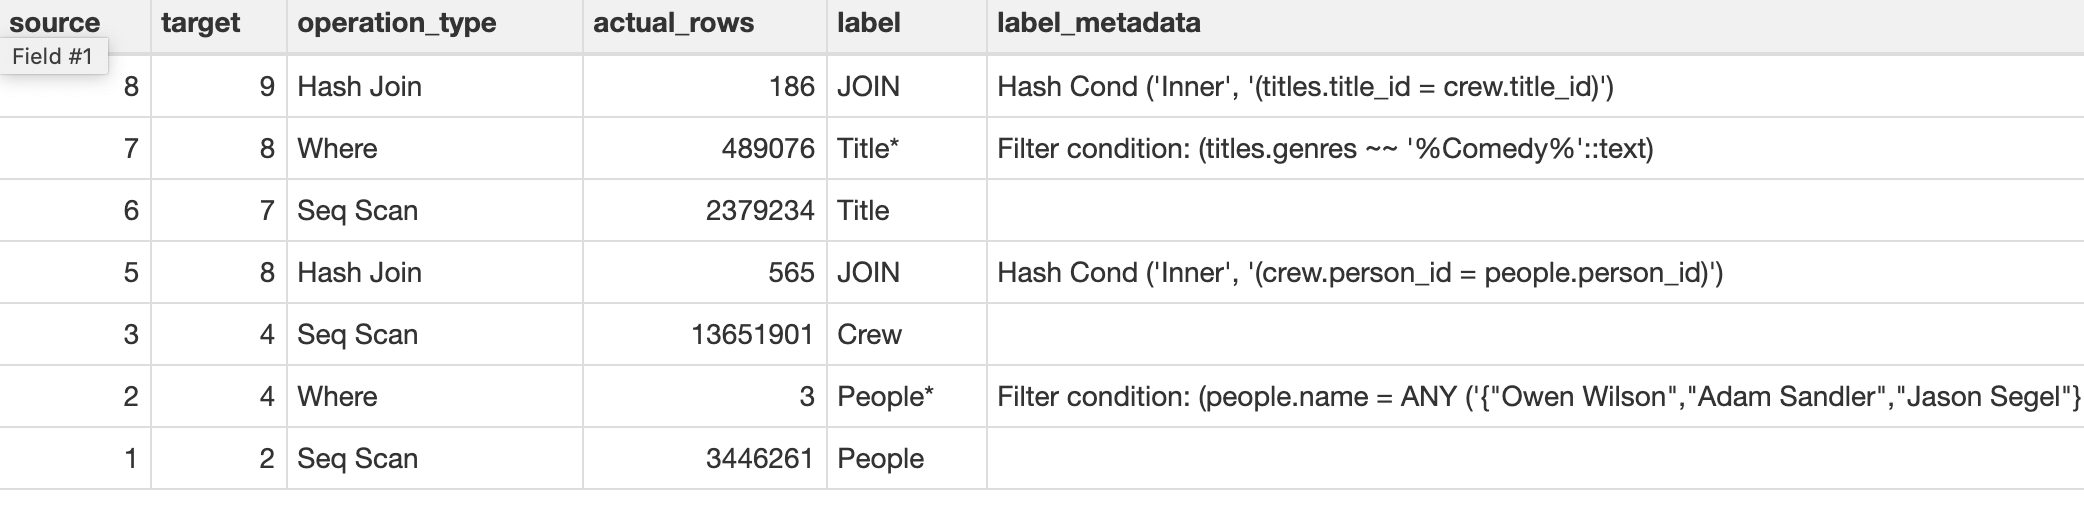 source target operation_type actual_rows label label_metadata
Field #1
8 9 Hash Join 186 JOIN Hash Cond ('Inner', '(titles.title_id = crew.title_id)')
7 8 Where 489076 Title* Filter condition: (titles.genres ~~ '%Comedy%'::text)
6 7 Seq Scan 2379234 Title
5 8 Hash Join 565 JOIN Hash Cond ('Inner', '(crew.person_id = people.person_id)')
3 4 Seq Scan 13651901 Crew
2 4 Where 3 People* Filter condition: (people.name = ANY ('{"Owen Wilson","Adam Sandler","Jason Segel"}
1 2 Seq Scan 3446261 People